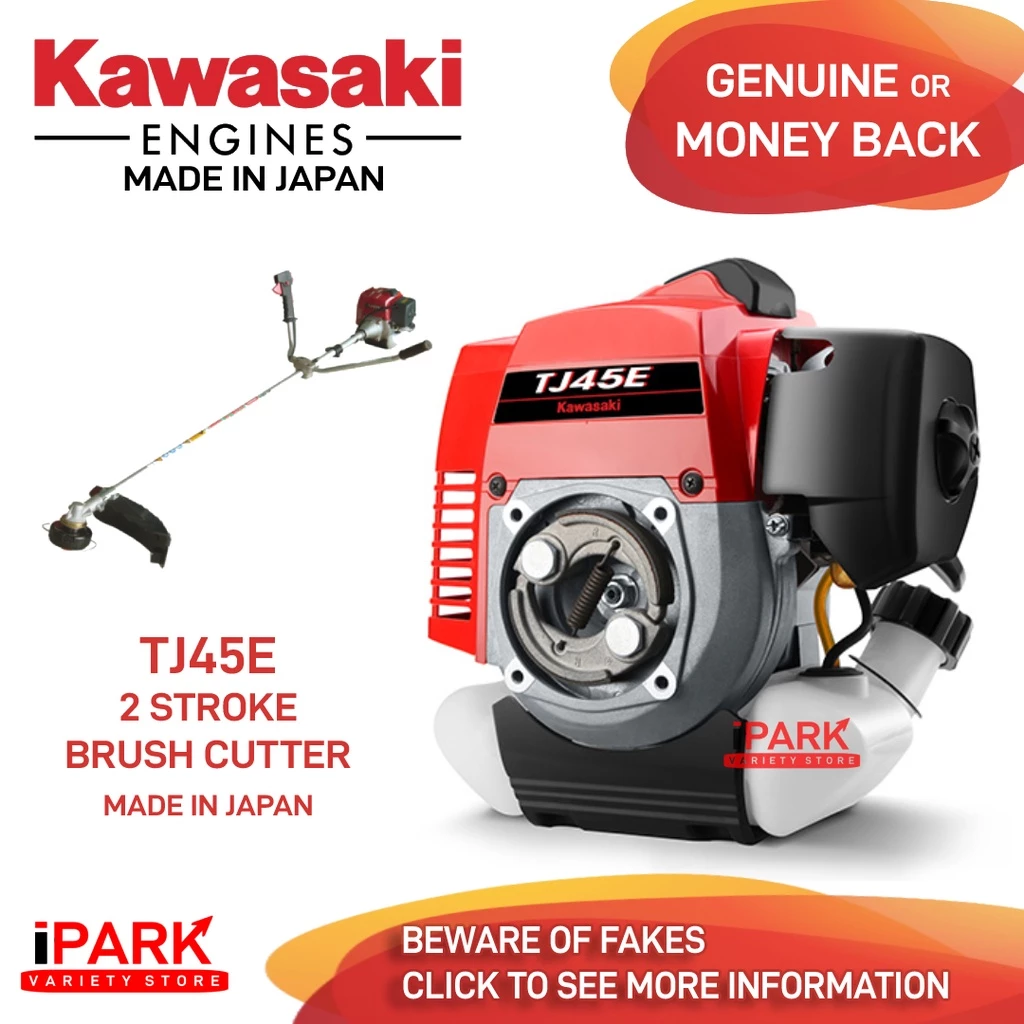 Kawasaki
ENGINES
MADE IN JAPAN
GENUINE OR
MONEY BACK
TJ45E
Kawasaki
TJ45E
2 STROKE
BRUSH CUTTER
MADE IN JAPAN
iPARK
VARIETY STORE
iPARK
VARIETY STORE
BEWARE OF FAKES
CLICK TO SEE MORE INFORMATION